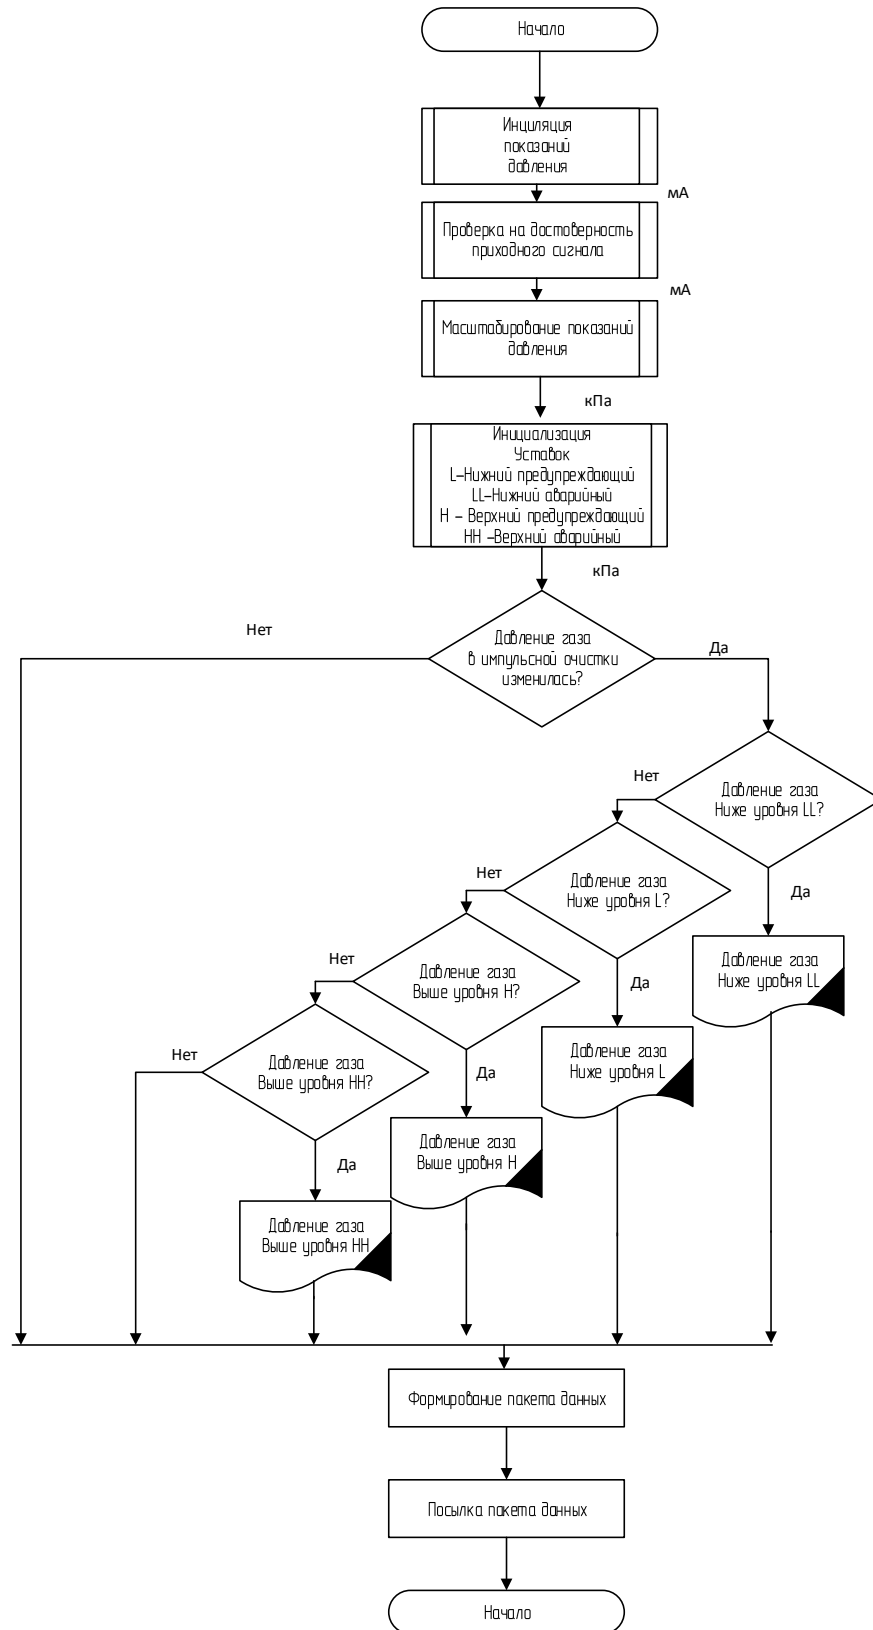 Начало
Инциляция
показаний
давления
мА
Проверка на достоверность
приходного сигнала
мА
Масштабирование показаний
давления
кПа
Инициализация
Уставок
L-Нижний предупреждающий
LL-Нижний аварийный
H - Верхний предупреждающий
HH -Верхний аварийный
кПа
Нет
Давление газа
в импульсной очистки
изменилась?
Да
Нет
Давление газа
Ниже уровня LL?
Нет
Давление газа
Ниже уровня L?
Да
Нет
Давление газа
Выше уровня H?
Да
Давление газа
Ниже уровня LL
Нет
Давление газа
Выше уровня HH?
Да
Давление газа
Ниже уровня L
Да
Давление газа
Выше уровня H
Давление газа
Выше уровня HH
Формирование пакета данных
Посылка пакета данных
Начало